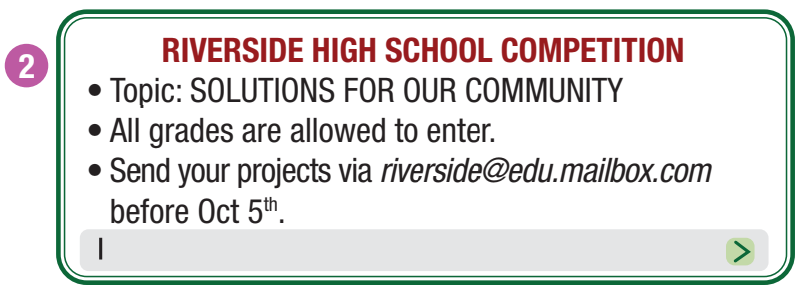 2
RIVERSIDE HIGH SCHOOL COMPETITION
• Topic: SOLUTIONS FOR OUR COMMUNITY
• All grades are allowed to enter.
• Send your projects via riverside@edu.mailbox.com
before Oct 5th.